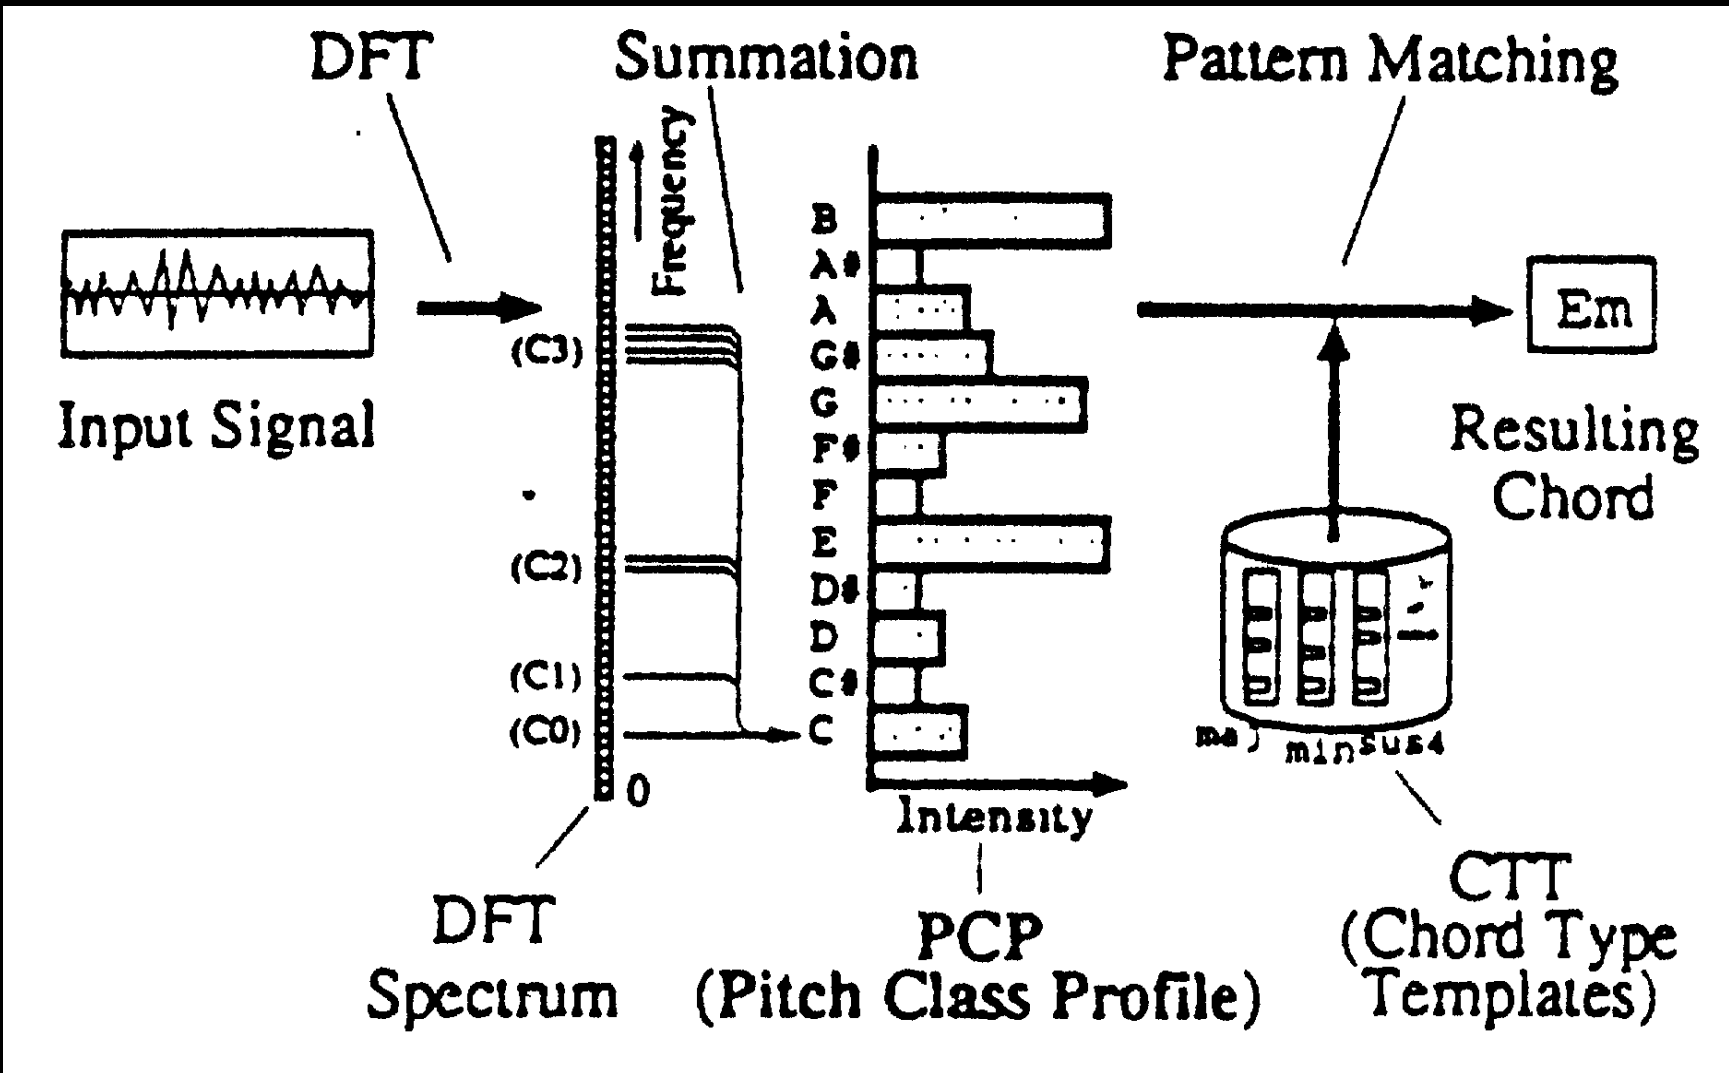 DFT
Summation
Pattern Matching
Frequency
Input Signal
(C3)
(C2)
(C1)
(C0)
0
B
A#
A
G#
G
F#
F
E
D#
D
C#
C
Intensity
Em
Resulting
Chord
maj
min
sus4
DFT
Spectrum
PCP
(Pitch Class Profile)
CTT
(Chord Type
Templates)